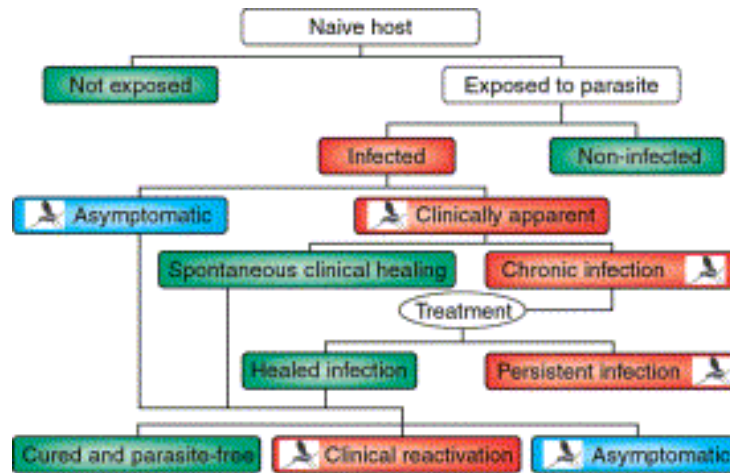 Naive host
Not exposed
Exposed to parasite
Infected
Non-infected
Asymptomatic
Clinically apparent
Spontaneous clinical healing
Chronic infection
Treatment
Healed infection
Persistent infection
Cured and parasite-free
Clinical reactivation
Asymptomatic